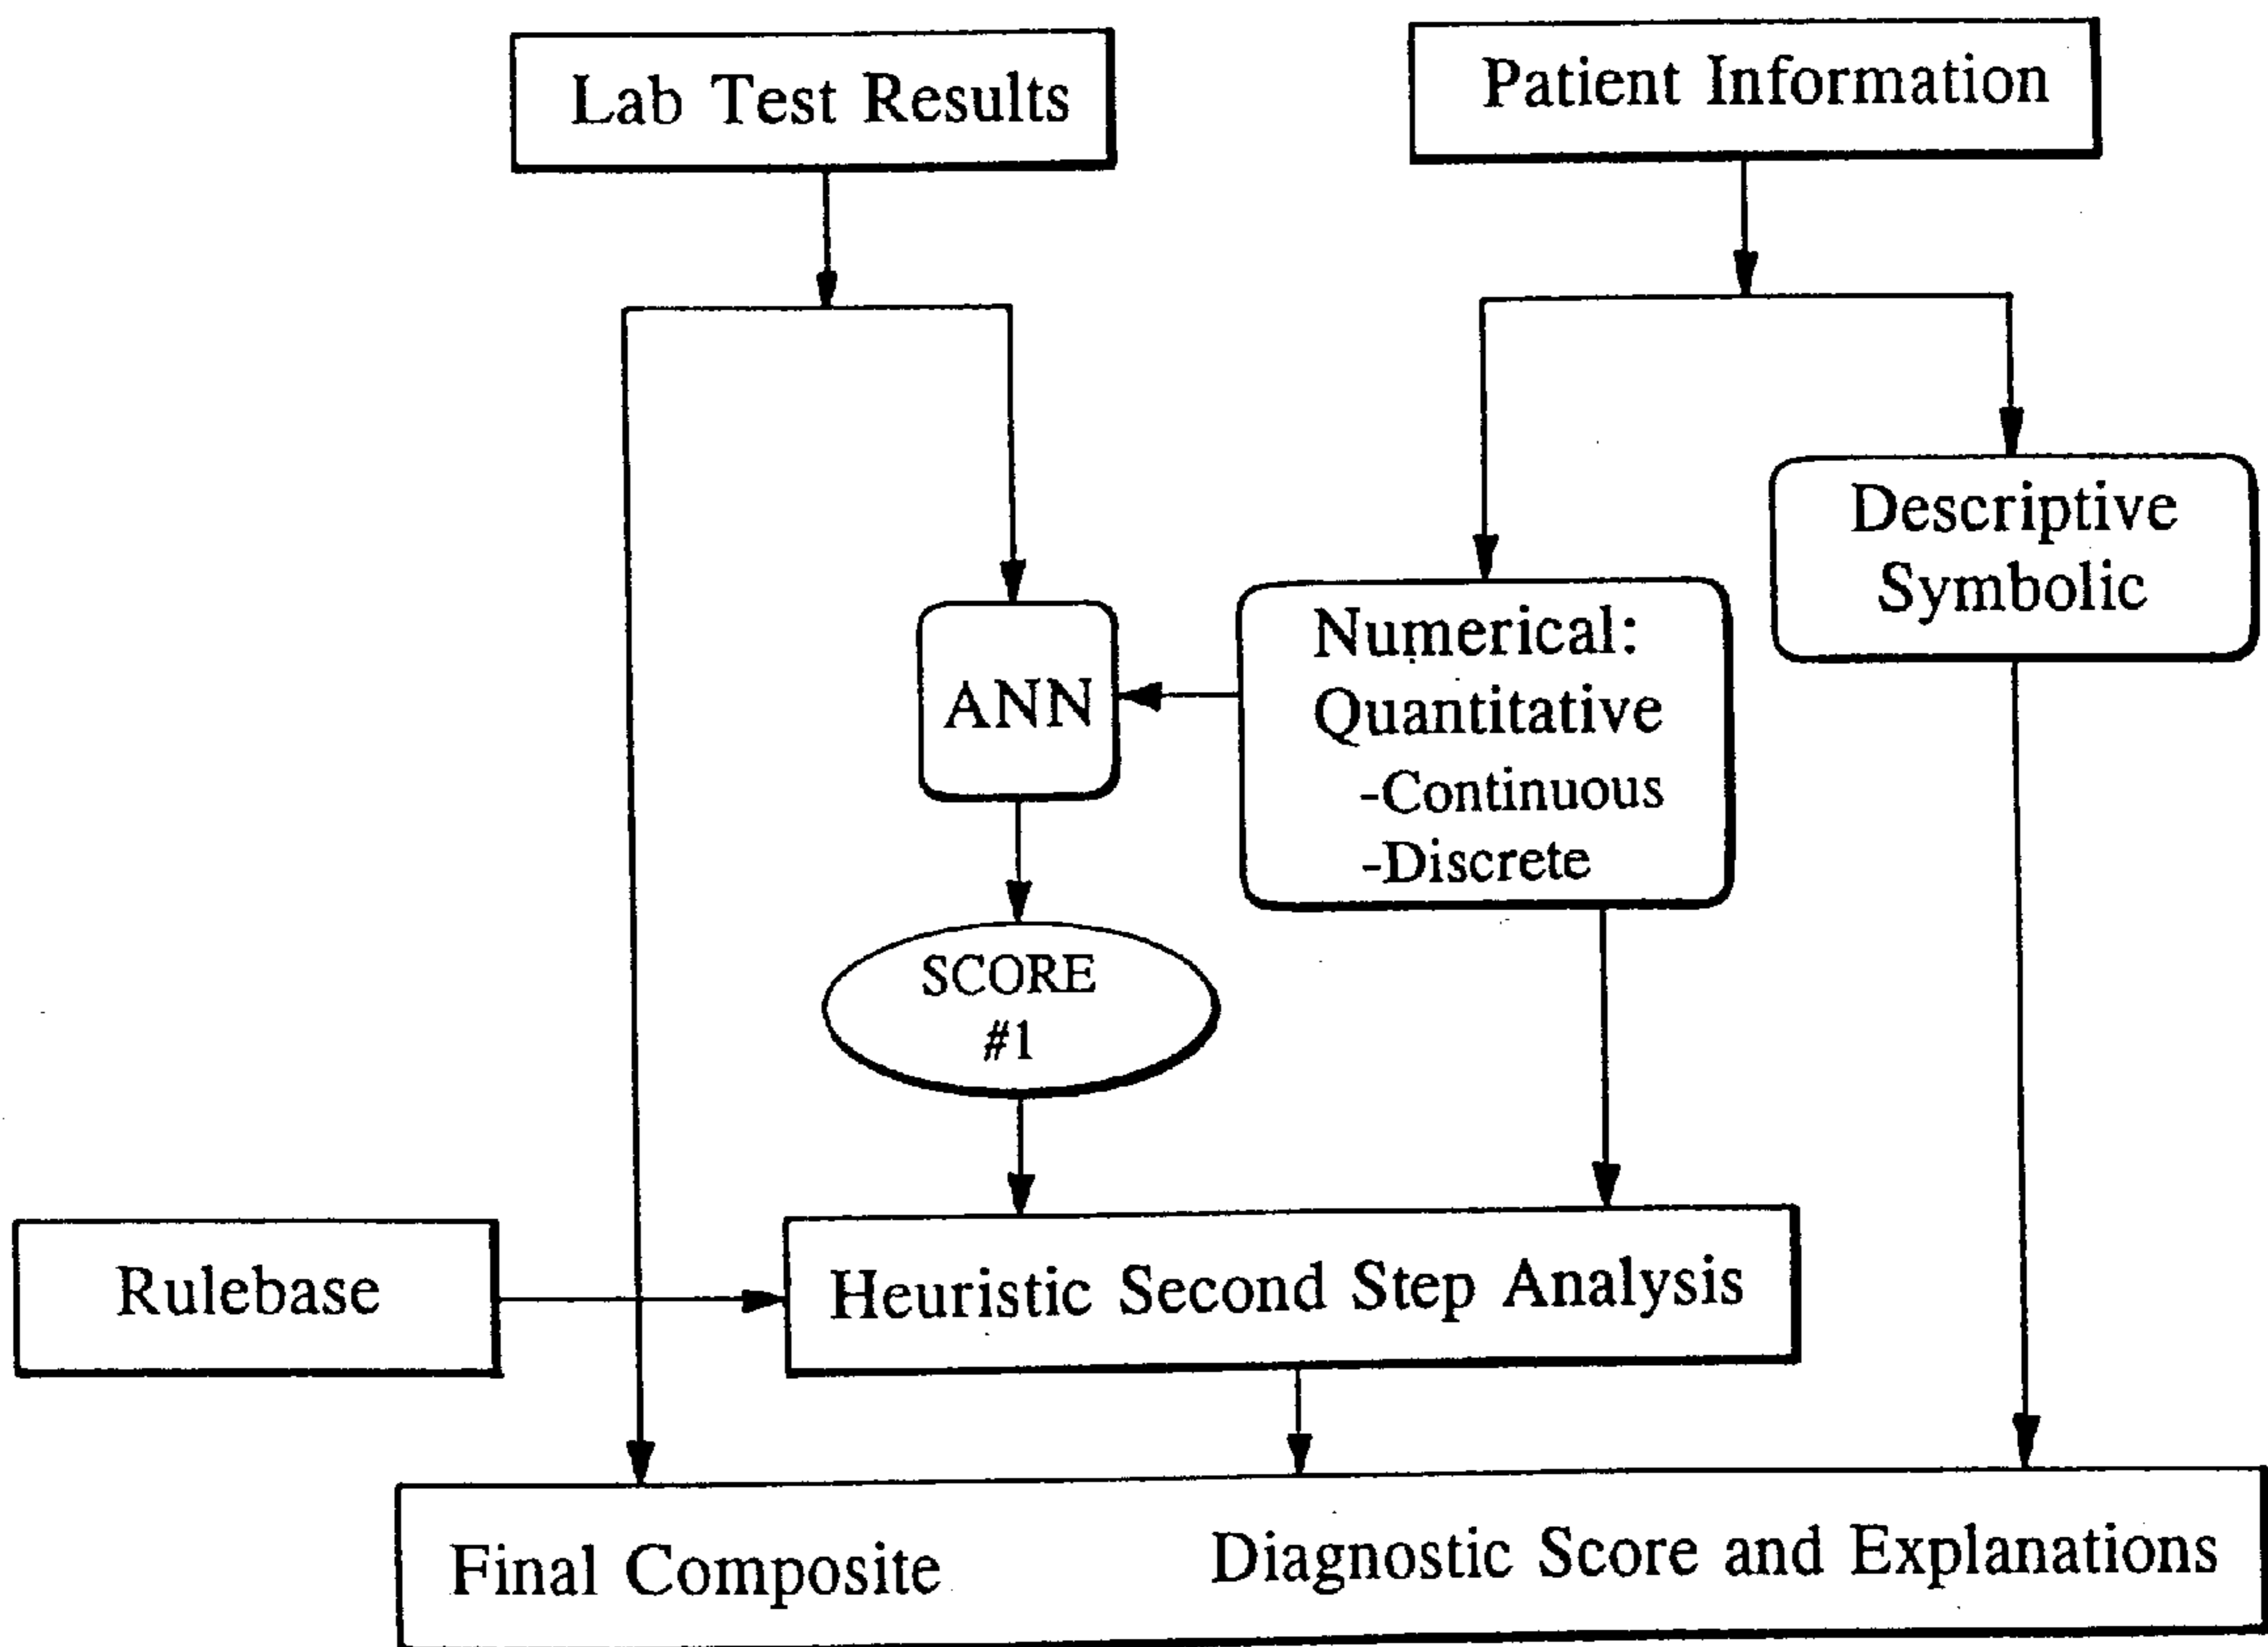 Lab Test Results
Patient Information
Descriptive
Symbolic
Numerical:
Quantitative
-Continuous
-Discrete
ANN
SCORE
#1
Rulebase
Heuristic Second Step Analysis
Final Composite Diagnostic Score and Explanations